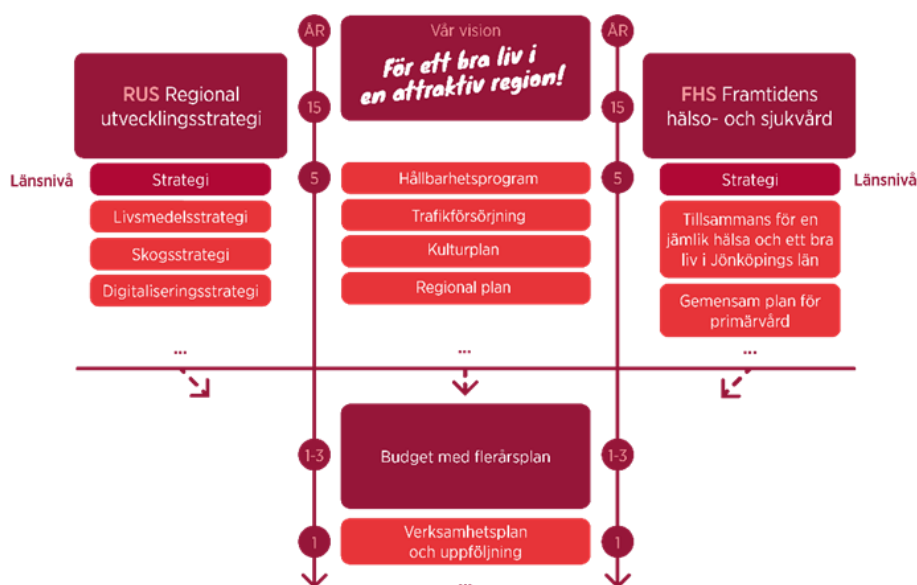 ÅR
Vår vision
För ett bra liv i
en attraktiv region!
ÅR
RUS Regional
utvecklingsstrategi
15
15
FHS Framtidens
hälso- och sjukvård
Länsnivå
Strategi
5
Hållbarhetsprogram
5
Strategi
Länsnivå
Livsmedelsstrategi
Skogsstrategi
Digitaliseringsstrategi
...
Trafikförsörjning
Kulturplan
Regional plan
...
Tillsammans för en
jämlik hälsa och ett bra
liv i Jönköpings län
Gemensam plan för
primärvård
...
1-3
Budget med flerårsplan
1-3
1
Verksamhetsplan
och uppföljning
1
...